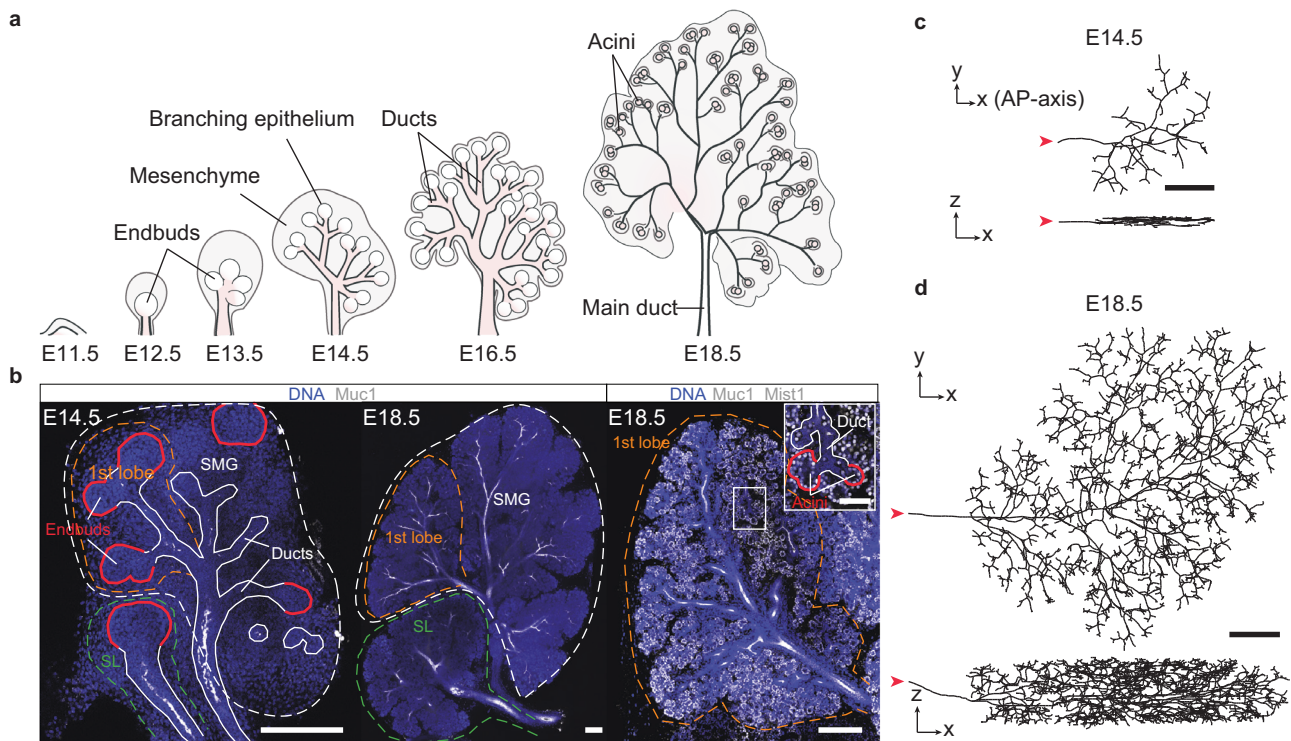 a
Acini
Branching epithelium
Ducts
Mesenchyme
Endbuds
Main duct
E11.5
E12.5
E13.5
E14.5
E16.5
E18.5
b
DNA Muc1
DNA Muc1 Mist1
E14.5
1st lobe
SMG
Endbuds
Ducts
SL
E18.5
SMG
1st lobe
SL
E18.5
1st lobe
Duct
Acini
c
E14.5
y
x (AP-axis)
z
x
d
E18.5
y
x
z
x